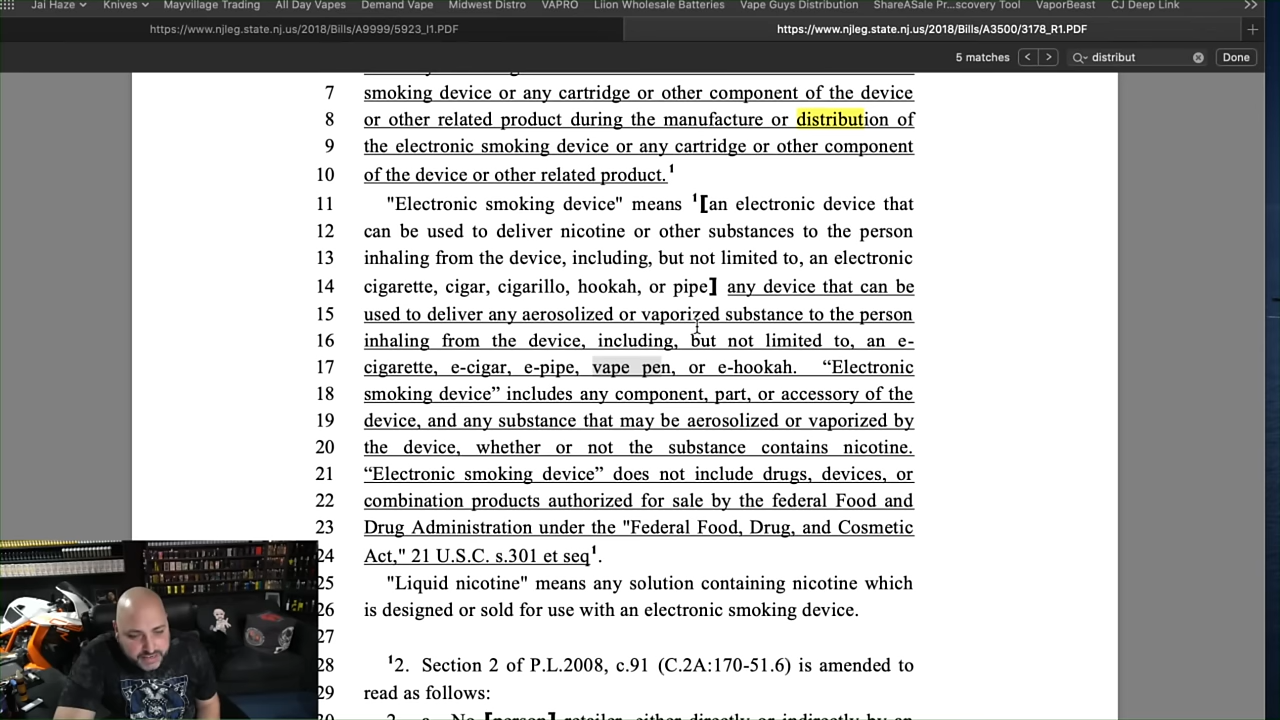 Jai Haze
Knives
Mayvillage Trading
All Day Vapes
Demand Vape
Midwest Distro
VAPRO
Liion Wholesale Batteries
Vape Guys Distribution
ShareASale Pr...scovery Tool
VaporBeast
CJ Deep Link
https://www.njleg.state.nj.us/2018/Bills/A9999/5923_I1.PDF
https://www.njleg.state.nj.us/2018/Bills/A3500/3178_R1.PDF
5 matches
distribut
Done
7 smoking device or any cartridge or other component of the device
8 or other related product during the manufacture or distribution of
9 the electronic smoking device or any cartridge or other component
10 of the device or other related product.¹
11 "Electronic smoking device" means ¹[an electronic device that
12 can be used to deliver nicotine or other substances to the person
13 inhaling from the device, including, but not limited to, an electronic
14 cigarette, cigar, cigarillo, hookah, or pipe] any device that can be
15 used to deliver any aerosolized or vaporized substance to the person
16 inhaling from the device, including, but not limited to, an e-
17 cigarette, e-cigar, e-pipe, vape pen, or e-hookah. “Electronic
18 smoking device” includes any component, part, or accessory of the
19 device, and any substance that may be aerosolized or vaporized by
20 the device, whether or not the substance contains nicotine.
21 “Electronic smoking device” does not include drugs, devices, or
22 combination products authorized for sale by the federal Food and
23 Drug Administration under the "Federal Food, Drug, and Cosmetic
24 Act," 21 U.S.C. s.301 et seq¹.
25 "Liquid nicotine" means any solution containing nicotine which
26 is designed or sold for use with an electronic smoking device.
27
28 ¹2. Section 2 of P.L.2008, c.91 (C.2A:170-51.6) is amended to
29 read as follows:
30 2. a. No [person] retailer, either directly or indirectly by an